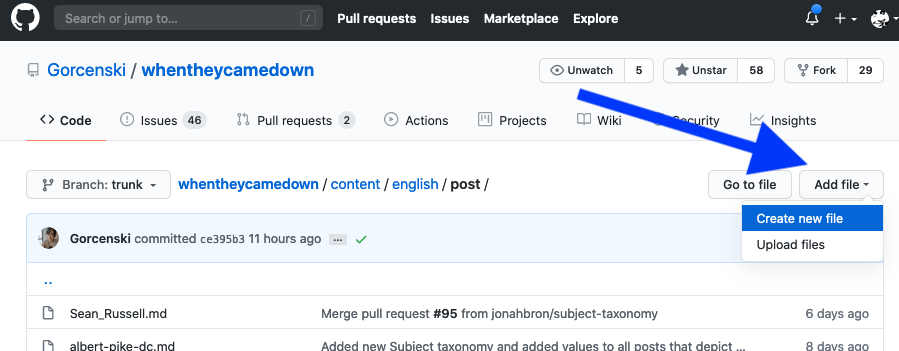 Search or jump to... / Pull requests Issues Marketplace Explore
Gorcenski / whentheycamedown Unwatch 5 Unstar 58 Fork 29
Code Issues 46 Pull requests 2 Actions Projects Wiki Security Insights
Branch: trunk whentheycamedown / content / english / post / Go to file Add file
Create new file
Gorcenski committed ce395b3 11 hours ago ... 
Upload files
..
Sean_Russell.md Merge pull request #95 from jonahbron/subject-taxonomy 6 days ago
albert-pike-dc.md Added new Subject taxonomy and added values to all posts that depict ... 8 days ago